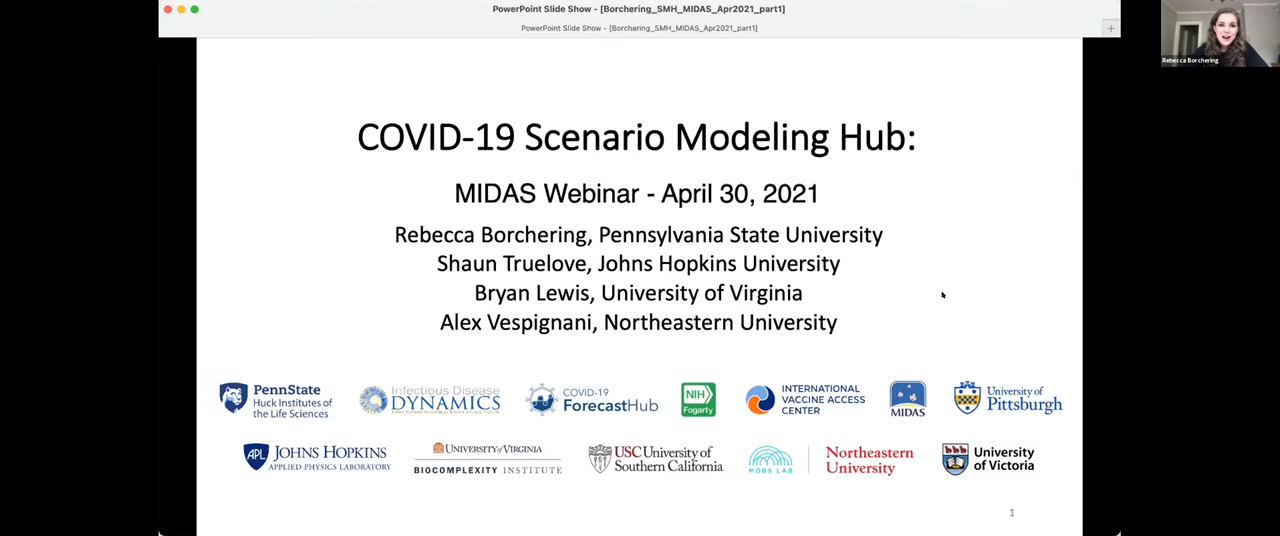 PowerPoint Slide Show - [Borchering_SMH_MIDAS_Apr2021_part1]
PowerPoint Slide Show - [Borchering_SMH_MIDAS_Apr2021_part1]
+
Rebecca Borchering
COVID-19 Scenario Modeling Hub:
MIDAS Webinar - April 30, 2021
Rebecca Borchering, Pennsylvania State University
Shaun Truelove, Johns Hopkins University
Bryan Lewis, University of Virginia
Alex Vespignani, Northeastern University
PennState
Huck Institutes of
the Life Sciences
Infectious Disease
DYNAMICS
COVID-19
ForecastHub
NIH
Fogarty
INTERNATIONAL
VACCINE ACCESS
CENTER
MIDAS
University of
Pittsburgh
APL
JOHNS HOPKINS
APPLIED PHYSICS LABORATORY
UNIVERSITY of VIRGINIA
BIOCOMPLEXITY INSTITUTE
USC University of
Southern California
MOBS LAB
Northeastern
University
University
of Victoria
1